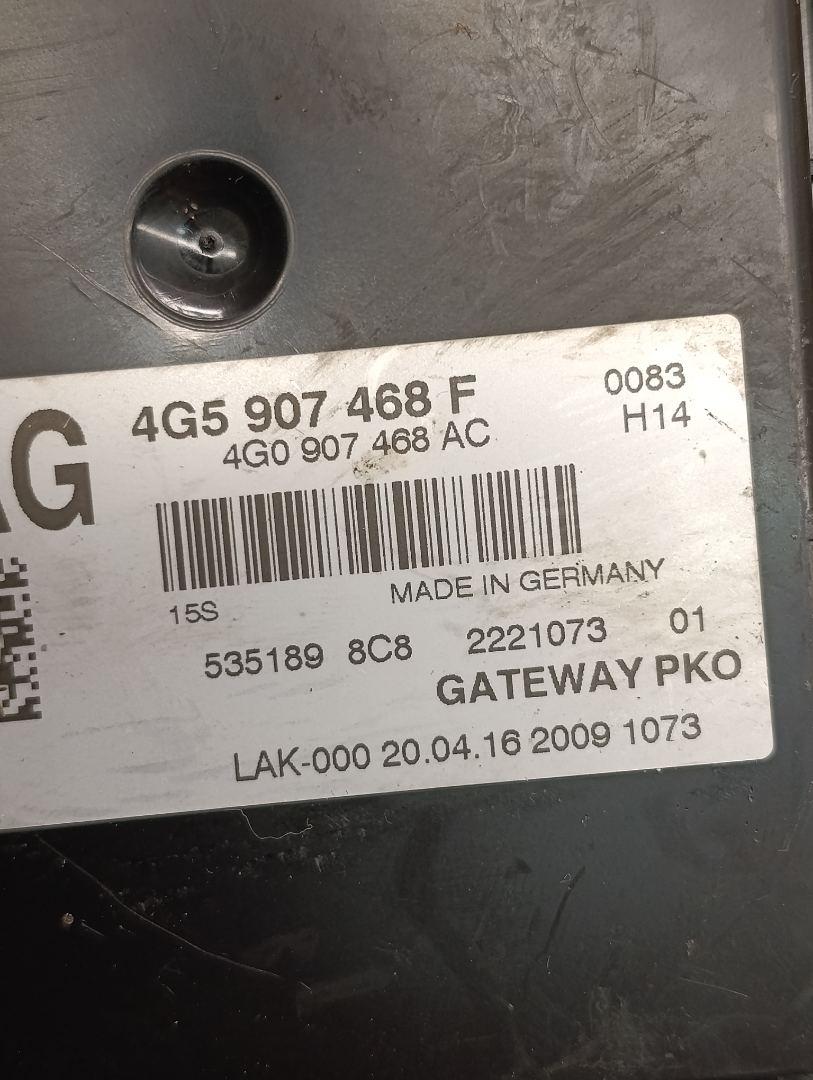 4G5 907 468 F 0083
4G0 907 468 AC H14
G
15S MADE IN GERMANY
535189 8C8 2221073 01
GATEWAY PKO
LAK-000 20.04.16 2009 1073